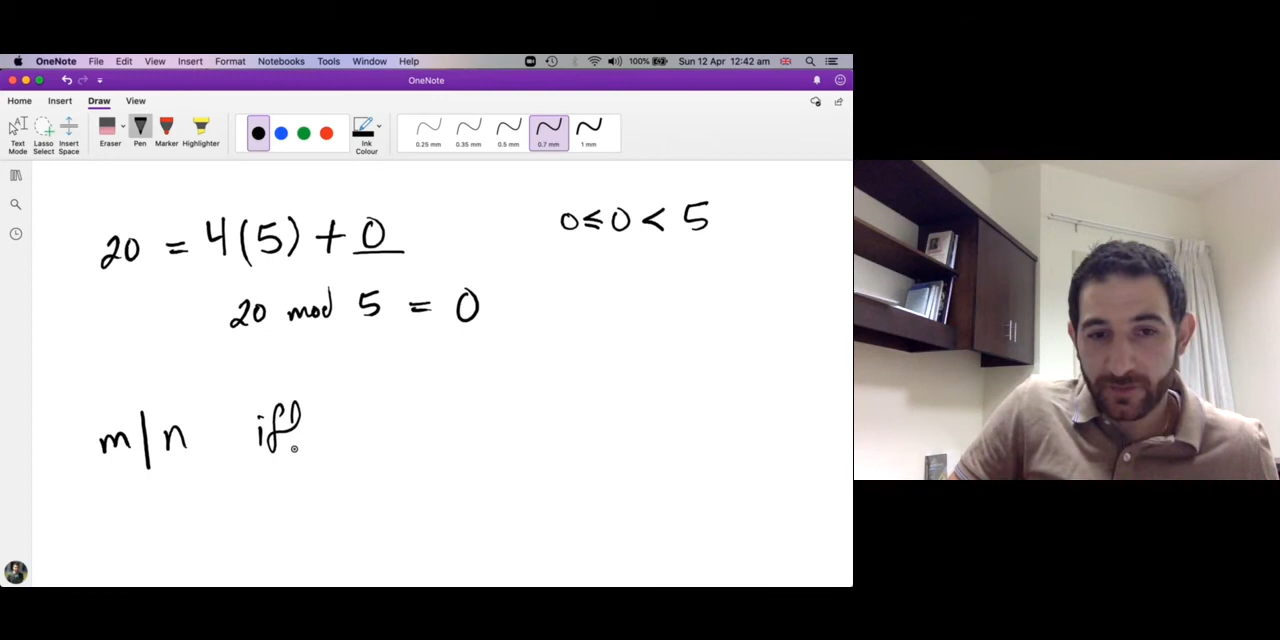 OneNote File Edit View Insert Format Notebooks Tools Window Help 100% Sun 12 Apr 12:42 am
OneNote
Home Insert Draw View
Text Mode
Lasso Select
Insert Space
Eraser
Pen
Marker
Highlighter
Ink Colour
0.25 mm
0.35 mm
0.5 mm
0.7 mm
1 mm
20 = 4(5) + 0
0 ≤ 0 < 5
20 mod 5 = 0
m|n if